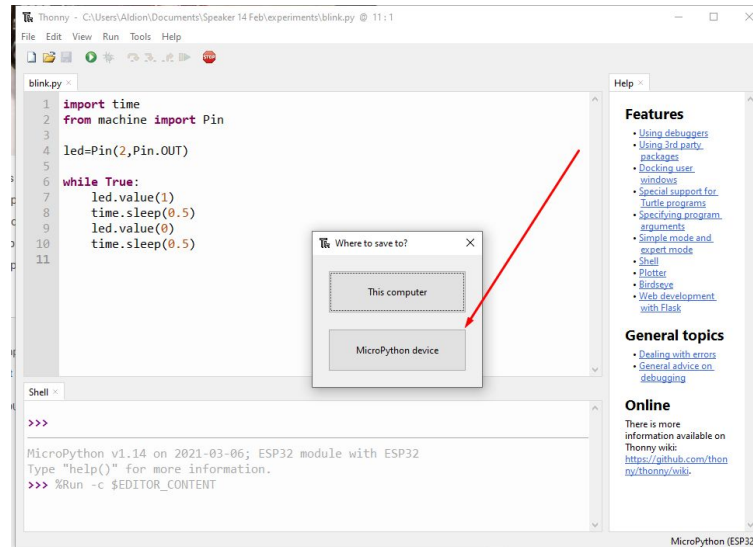 Thonny - C:\Users\Aldion\Documents\Speaker 14 Feb\experiments\blink.py @ 11:1
File Edit View Run Tools Help
STOP
blink.py
1 import time
2 from machine import Pin
3
4 led=Pin(2,Pin.OUT)
5
6 while True:
7     led.value(1)
8     time.sleep(0.5)
9     led.value(0)
10     time.sleep(0.5)
11
Where to save to?
This computer
MicroPython device
Shell
>>>
MicroPython v1.14 on 2021-03-06; ESP32 module with ESP32
Type "help()" for more information.
>>> %Run -c $EDITOR_CONTENT
Help
Features
• Using debuggers
• Using 3rd party
packages
• Docking user
windows
• Special support for
Turtle programs
• Specifying program
arguments
• Simple mode and
expert mode
• Shell
• Plotter
• Birdseye
• Web development
with Flask
General topics
• Dealing with errors
• General advice on
debugging
Online
There is more
information available on
Thonny wiki:
https://github.com/thon
ny/thonny/wiki.
MicroPython (ESP32